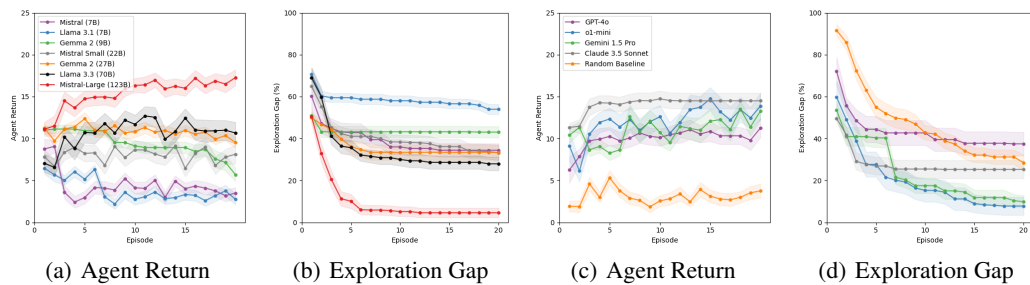 25
20
15
10
5
0
Agent Return
Mistral (7B)
Llama 3.1 (7B)
Gemma 2 (9B)
Mistral Small (22B)
Gemma 2 (27B)
Llama 3.3 (70B)
Mistral-Large (123B)
0 5 10 15
Episode
100
80
60
40
20
0
Exploration Gap (%)
0 5 10 15 20
Episode
25
20
15
10
5
0
Agent Return
GPT-4o
o1-mini
Gemini 1.5 Pro
Claude 3.5 Sonnet
Random Baseline
0 5 10 15
Episode
100
80
60
40
20
0
Exploration Gap (%)
0 5 10 15 20
Episode
(a) Agent Return
(b) Exploration Gap
(c) Agent Return
(d) Exploration Gap